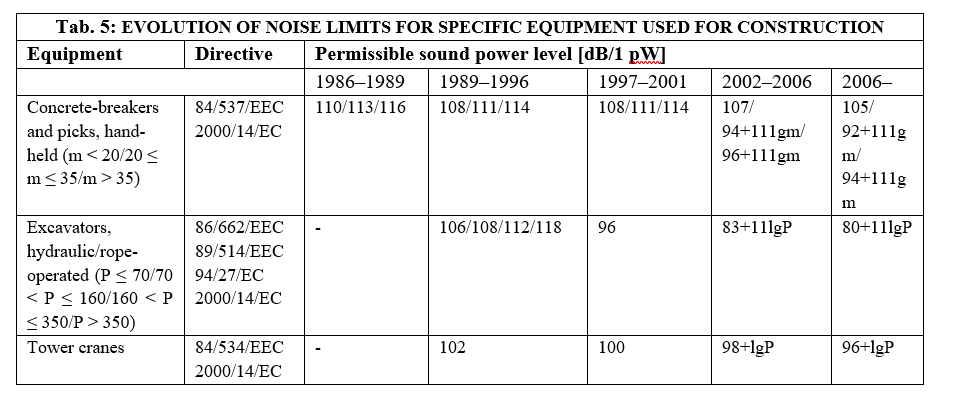 Tab. 5: EVOLUTION OF NOISE LIMITS FOR SPECIFIC EQUIPMENT USED FOR CONSTRUCTION
Equipment
Directive
Permissible sound power level [dB/1 pW]
1986–1989
1989–1996
1997–2001
2002–2006
2006–
Concrete-breakers
and picks, hand-
held (m < 20/20 ≤
m ≤ 35/m > 35)
84/537/EEC
2000/14/EC
110/113/116
108/111/114
108/111/114
107/
94+111gm/
96+111gm
105/
92+111g
m/
94+111g
m
Excavators,
hydraulic/rope-
operated (P ≤ 70/70
< P ≤ 160/160 < P
≤ 350/P > 350)
86/662/EEC
89/514/EEC
94/27/EC
2000/14/EC
-
106/108/112/118
96
83+11lgP
80+11lgP
Tower cranes
84/534/EEC
2000/14/EC
-
102
100
98+lgP
96+lgP